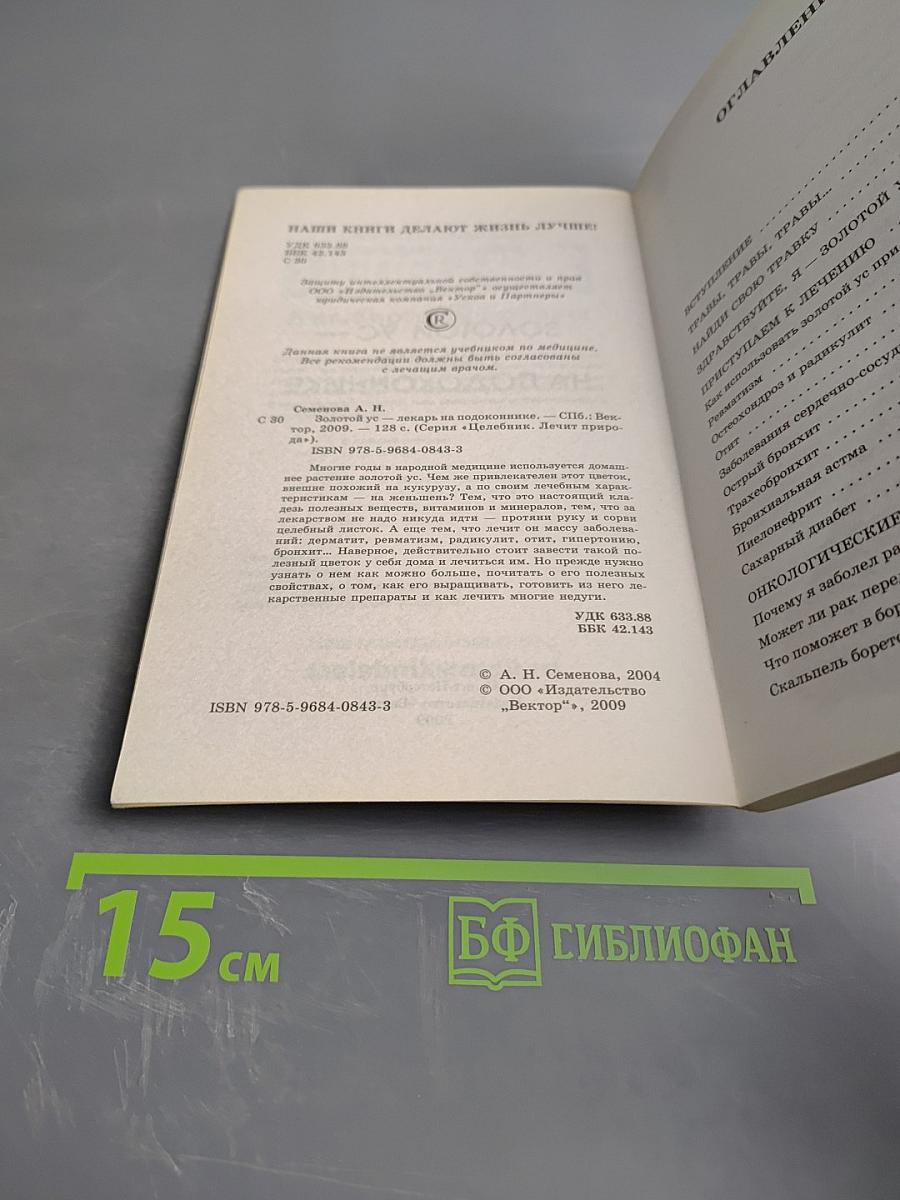 НАШИ КНИГИ ДЕЛАЮТ ЖИЗНЬ ЛУЧШЕ!
УДК 633.88
ББК 42.143
С 30
Защиту интеллектуальной собственности и прав
ООО «Издательство „Вектор"» осуществляет
юридическая компания «Усков и Партнеры»
R
Данная книга не является учебником по медицине.
Все рекомендации должны быть согласованы
с лечащим врачом.
Семенова А. Н.
С 30 Золотой ус — лекарь на подоконнике. — СПб.: Век-
тор, 2009. — 128 с. (Серия «Целебник. Лечит приро-
да»).
ISBN 978-5-9684-0843-3
Многие годы в народной медицине используется домаш-
нее растение золотой ус. Чем же привлекателен этот цветок,
внешне похожий на кукурузу, а по своим лечебным харак-
теристикам — на женьшень? Тем, что это настоящий кла-
дезь полезных веществ, витаминов и минералов, тем, что за
лекарством не надо никуда идти — протяни руку и сорви
целебный листок. А еще тем, что лечит он массу заболева-
ний: дерматит, ревматизм, радикулит, отит, гипертонию,
бронхит... Наверное, действительно стоит завести такой по-
лезный цветок у себя дома и лечиться им. Но прежде нужно
узнать о нем как можно больше, почитать о его полезных
свойствах, о том, как его выращивать, готовить из него ле-
карственные препараты и как лечить многие недуги.
УДК 633.88
ББК 42.143
© А. Н. Семенова, 2004
© ООО «Издательство
„Вектор"», 2009
ISBN 978-5-9684-0843-3
ОГЛАВЛЕНИ
ВСТУПЛЕНИЕ
ТРАВЫ, ТРАВЫ, ТРАВЫ...
НАЙДИ СВОЮ ТРАВКУ
ЗДРАВСТВУЙТЕ, Я — ЗОЛОТОЙ У
ПРИСТУПАЕМ К ЛЕЧЕНИЮ
Как использовать золотой ус при
Ревматизм
Остеохондроз и радикулит
Отит
Заболевания сердечно-сосуд
Острый бронхит
Трахеобронхит
Бронхиальная астма
Пиелонефрит
Сахарный диабет
ОНКОЛОГИЧЕСКИЕ
Почему я заболел ра
Может ли рак пере
Что поможет в бор
Скальпель борето
15 см
БФ БИБЛИОФАН